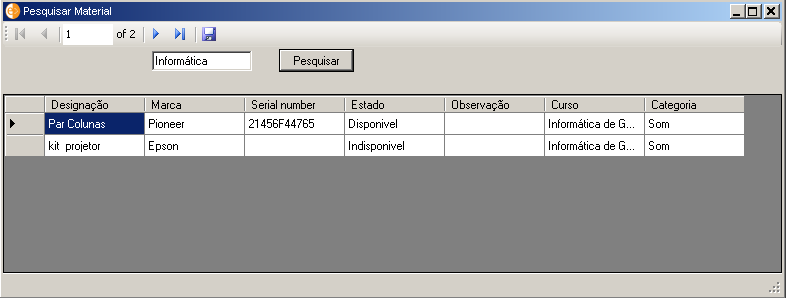 Pesquisar Material
1 of 2
Informática Pesquisar
Designação Marca Serial number Estado Observação Curso Categoria
Par Colunas Pioneer 21456F44765 Disponivel Informática de G... Som
kit projetor Epson Indisponivel Informática de G... Som